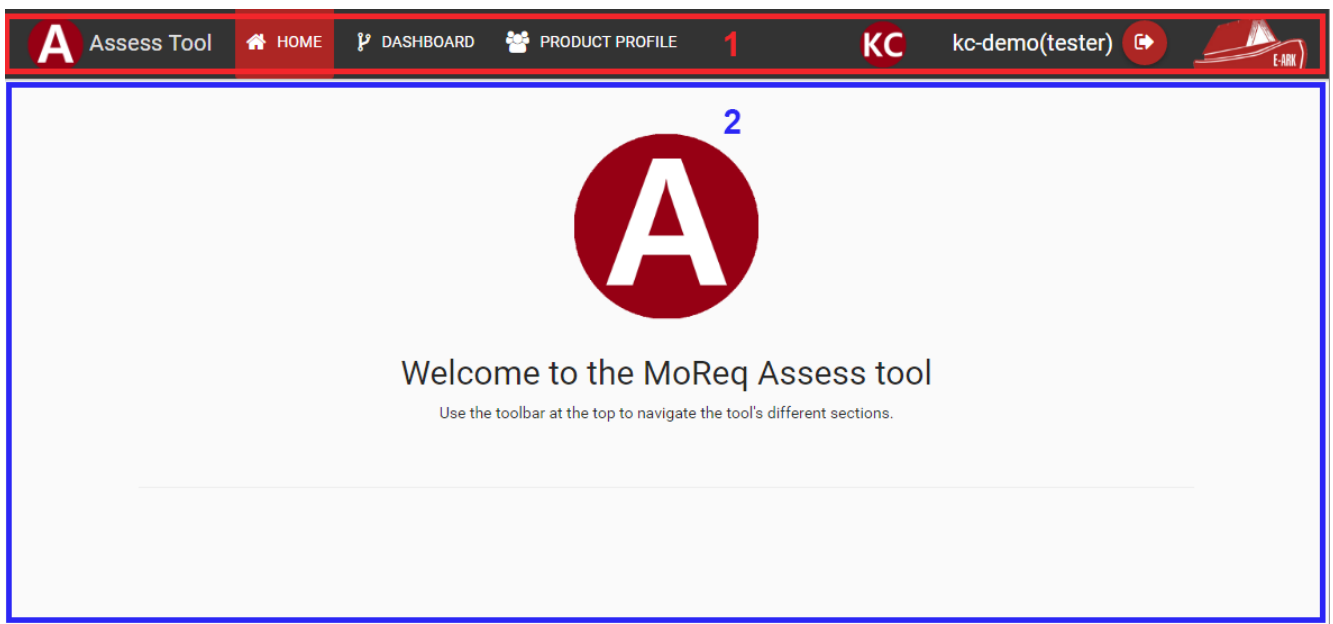 A Assess Tool HOME DASHBOARD PRODUCT PROFILE 1 KC kc-demo(tester) E-ARK
2
A
Welcome to the MoReq Assess tool
Use the toolbar at the top to navigate the tool's different sections.